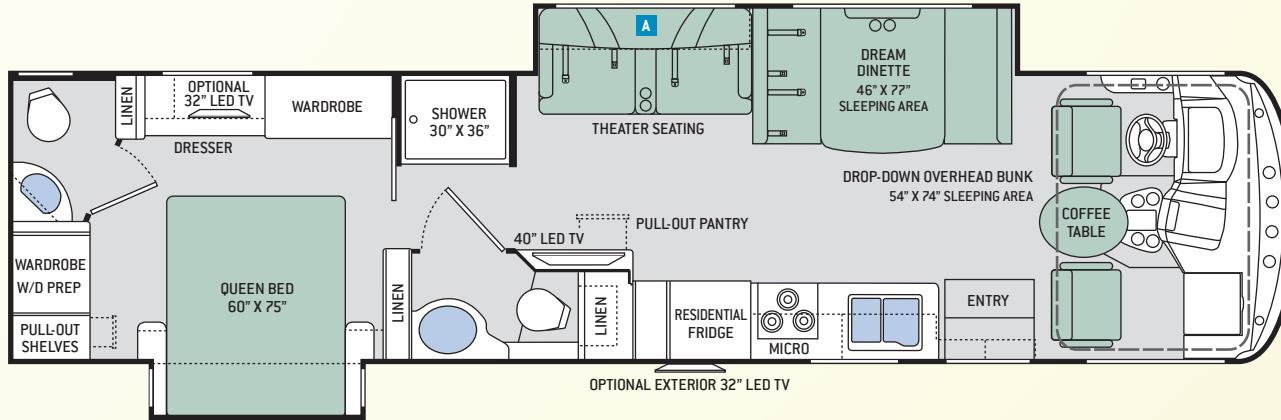 A
DREAM
DINETTE
46” X 77”
SLEEPING AREA
THEATER SEATING
LINEN
OPTIONAL
32” LED TV
WARDROBE
DRESSER
SHOWER
30” X 36”
DROP-DOWN OVERHEAD BUNK
54” X 74” SLEEPING AREA
COFFEE
TABLE
PULL-OUT PANTRY
40” LED TV
WARDROBE
W/D PREP
PULL-OUT
SHELVES
QUEEN BED
60” X 75”
LINEN
LINEN
RESIDENTIAL
FRIDGE
MICRO
ENTRY
OPTIONAL EXTERIOR 32” LED TV